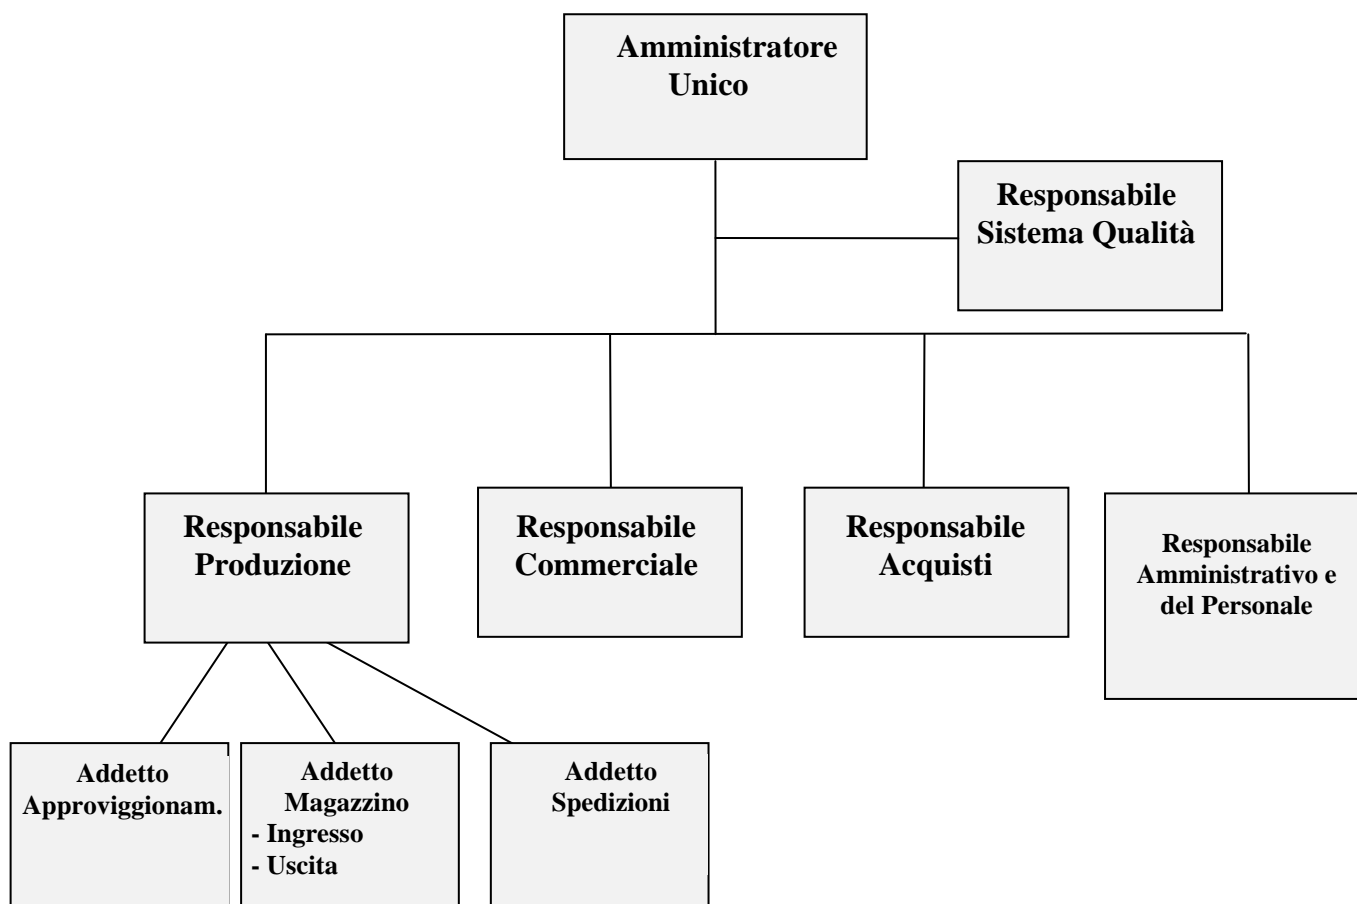 Amministratore
Unico
Responsabile
Sistema Qualità
Responsabile
Produzione
Responsabile
Commerciale
Responsabile
Acquisti
Responsabile
Amministrativo e
del Personale
Addetto
Approviggionam.
Addetto
Magazzino
- Ingresso
- Uscita
Addetto
Spedizioni